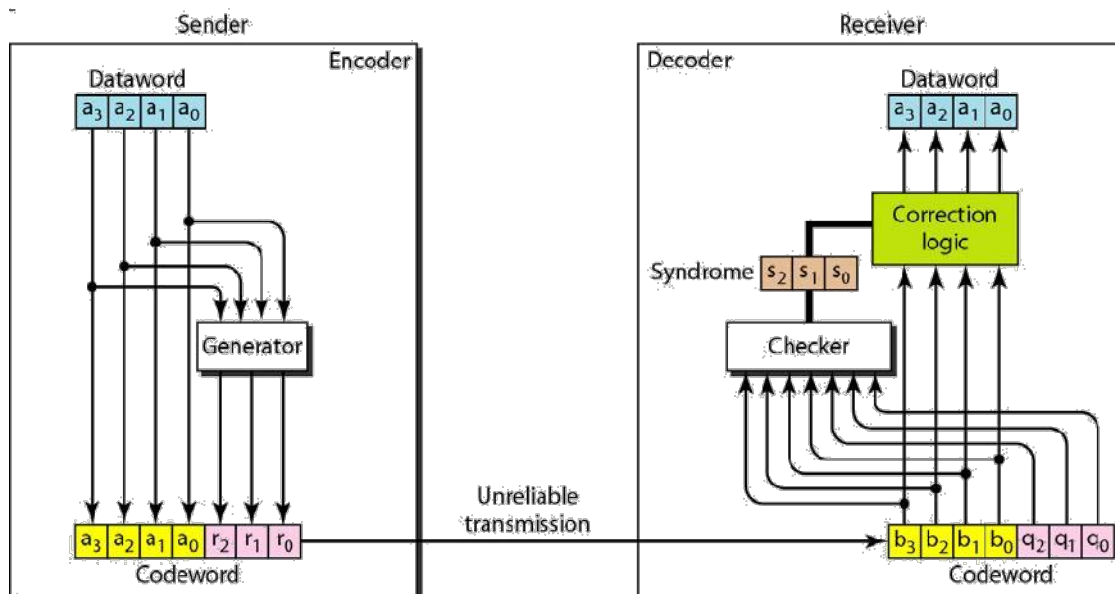 Sender
Receiver
Encoder
Decoder
Dataword
Dataword
a3 a2 a1 a0
a3 a2 a1 a0
Correction
logic
Syndrome
s2 s1 s0
Generator
Checker
Unreliable
transmission
a3 a2 a1 a0 r2 r1 r0
b3 b2 b1 b0 q2 q1 q0
Codeword
Codeword